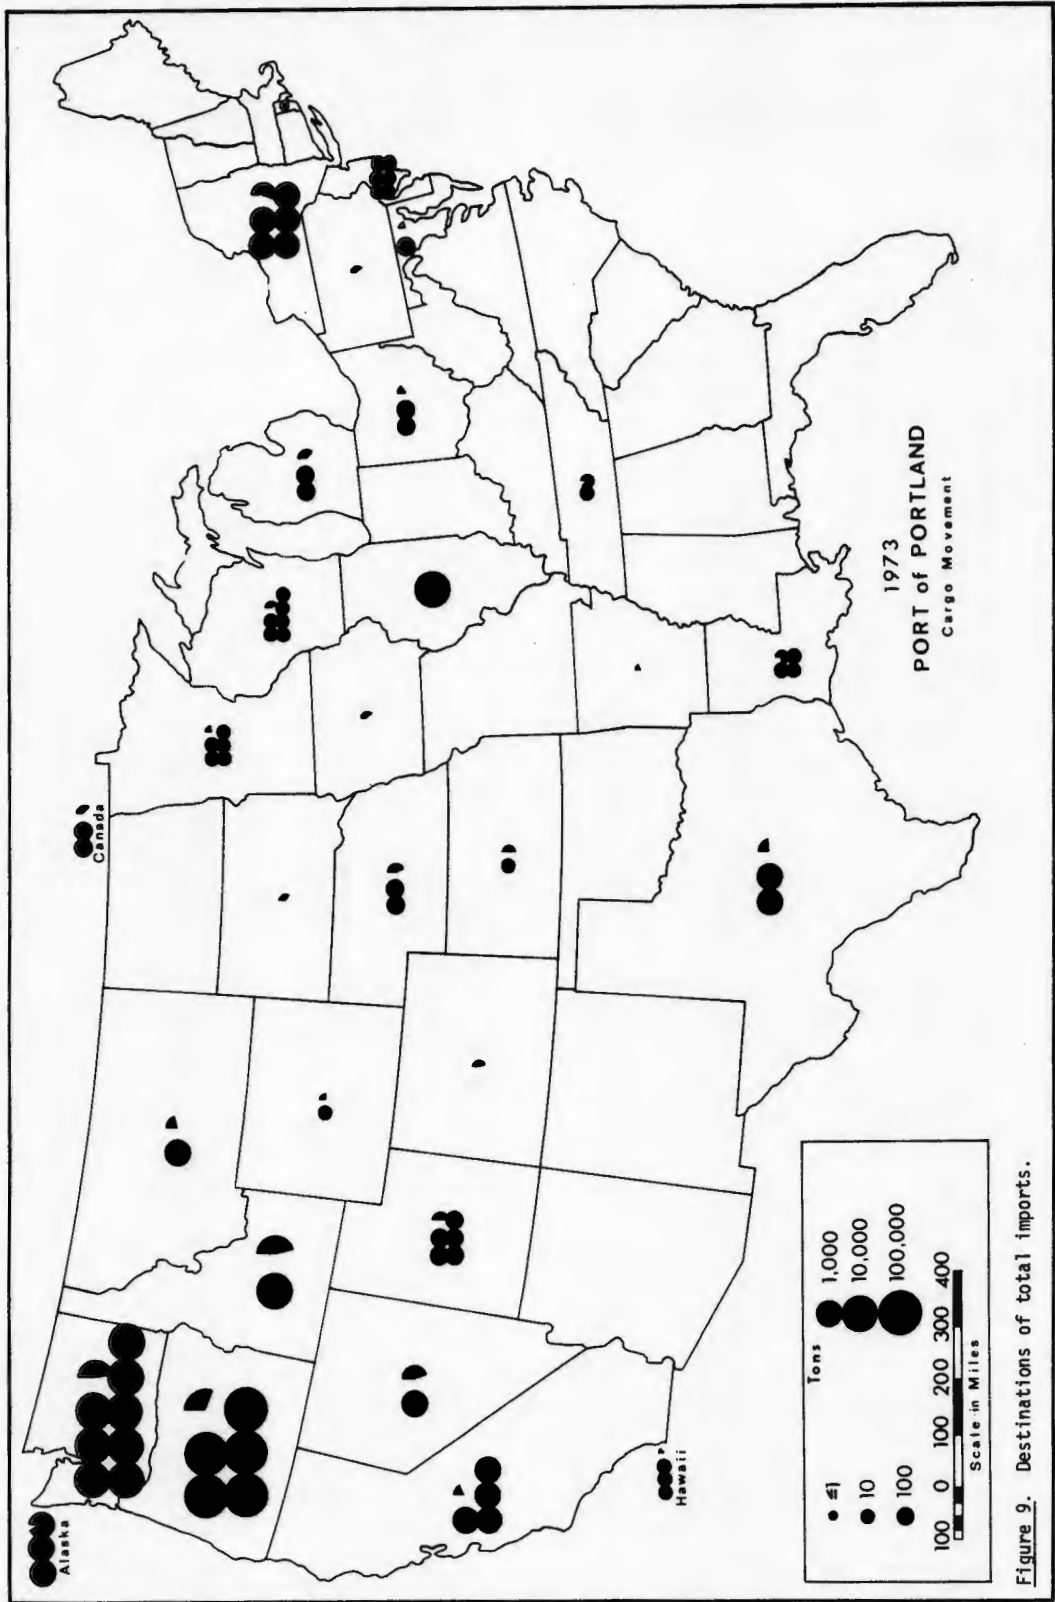 Alaska
Canada
Hawaii
1973
PORT of PORTLAND
Cargo Movement
Tons
≤1
10
100
1,000
10,000
100,000
100 0 100 200 300 400
Scale in Miles
Figure 9. Destinations of total imports.